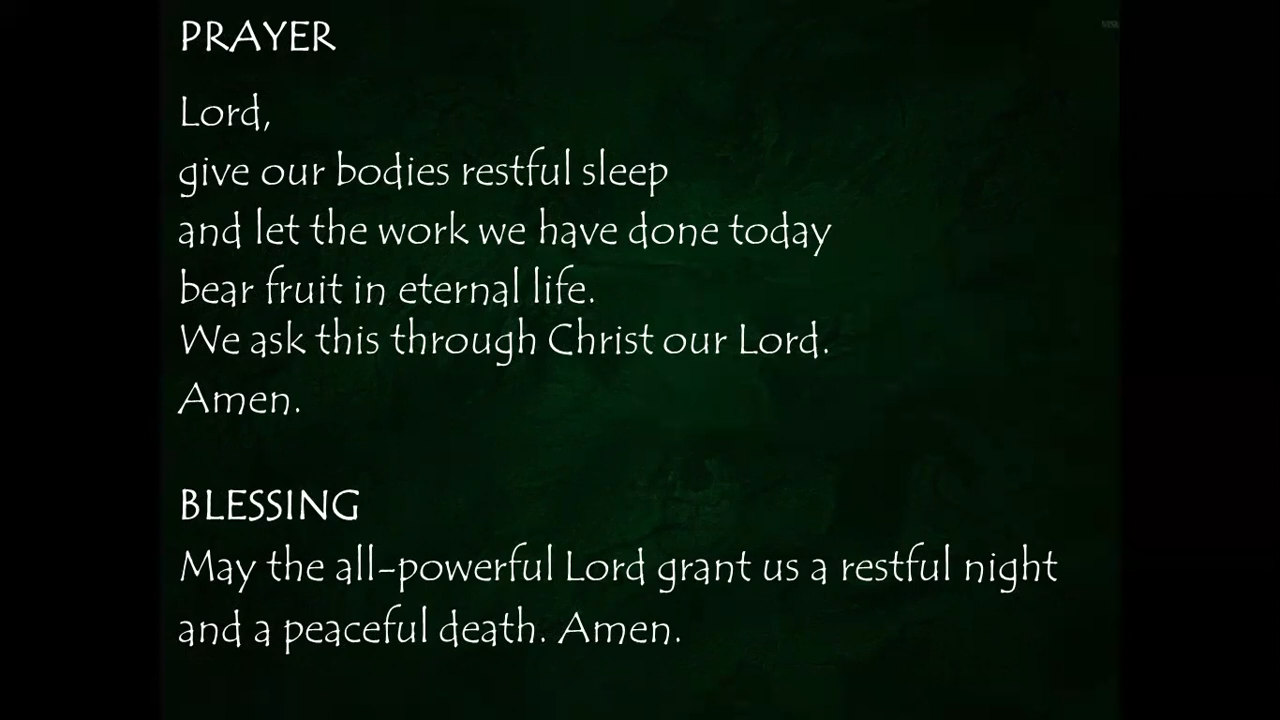 PRAYER
Lord,
give our bodies restful sleep
and let the work we have done today
bear fruit in eternal life.
We ask this through Christ our Lord.
Amen.
BLESSING
May the all-powerful Lord grant us a restful night
and a peaceful death. Amen.